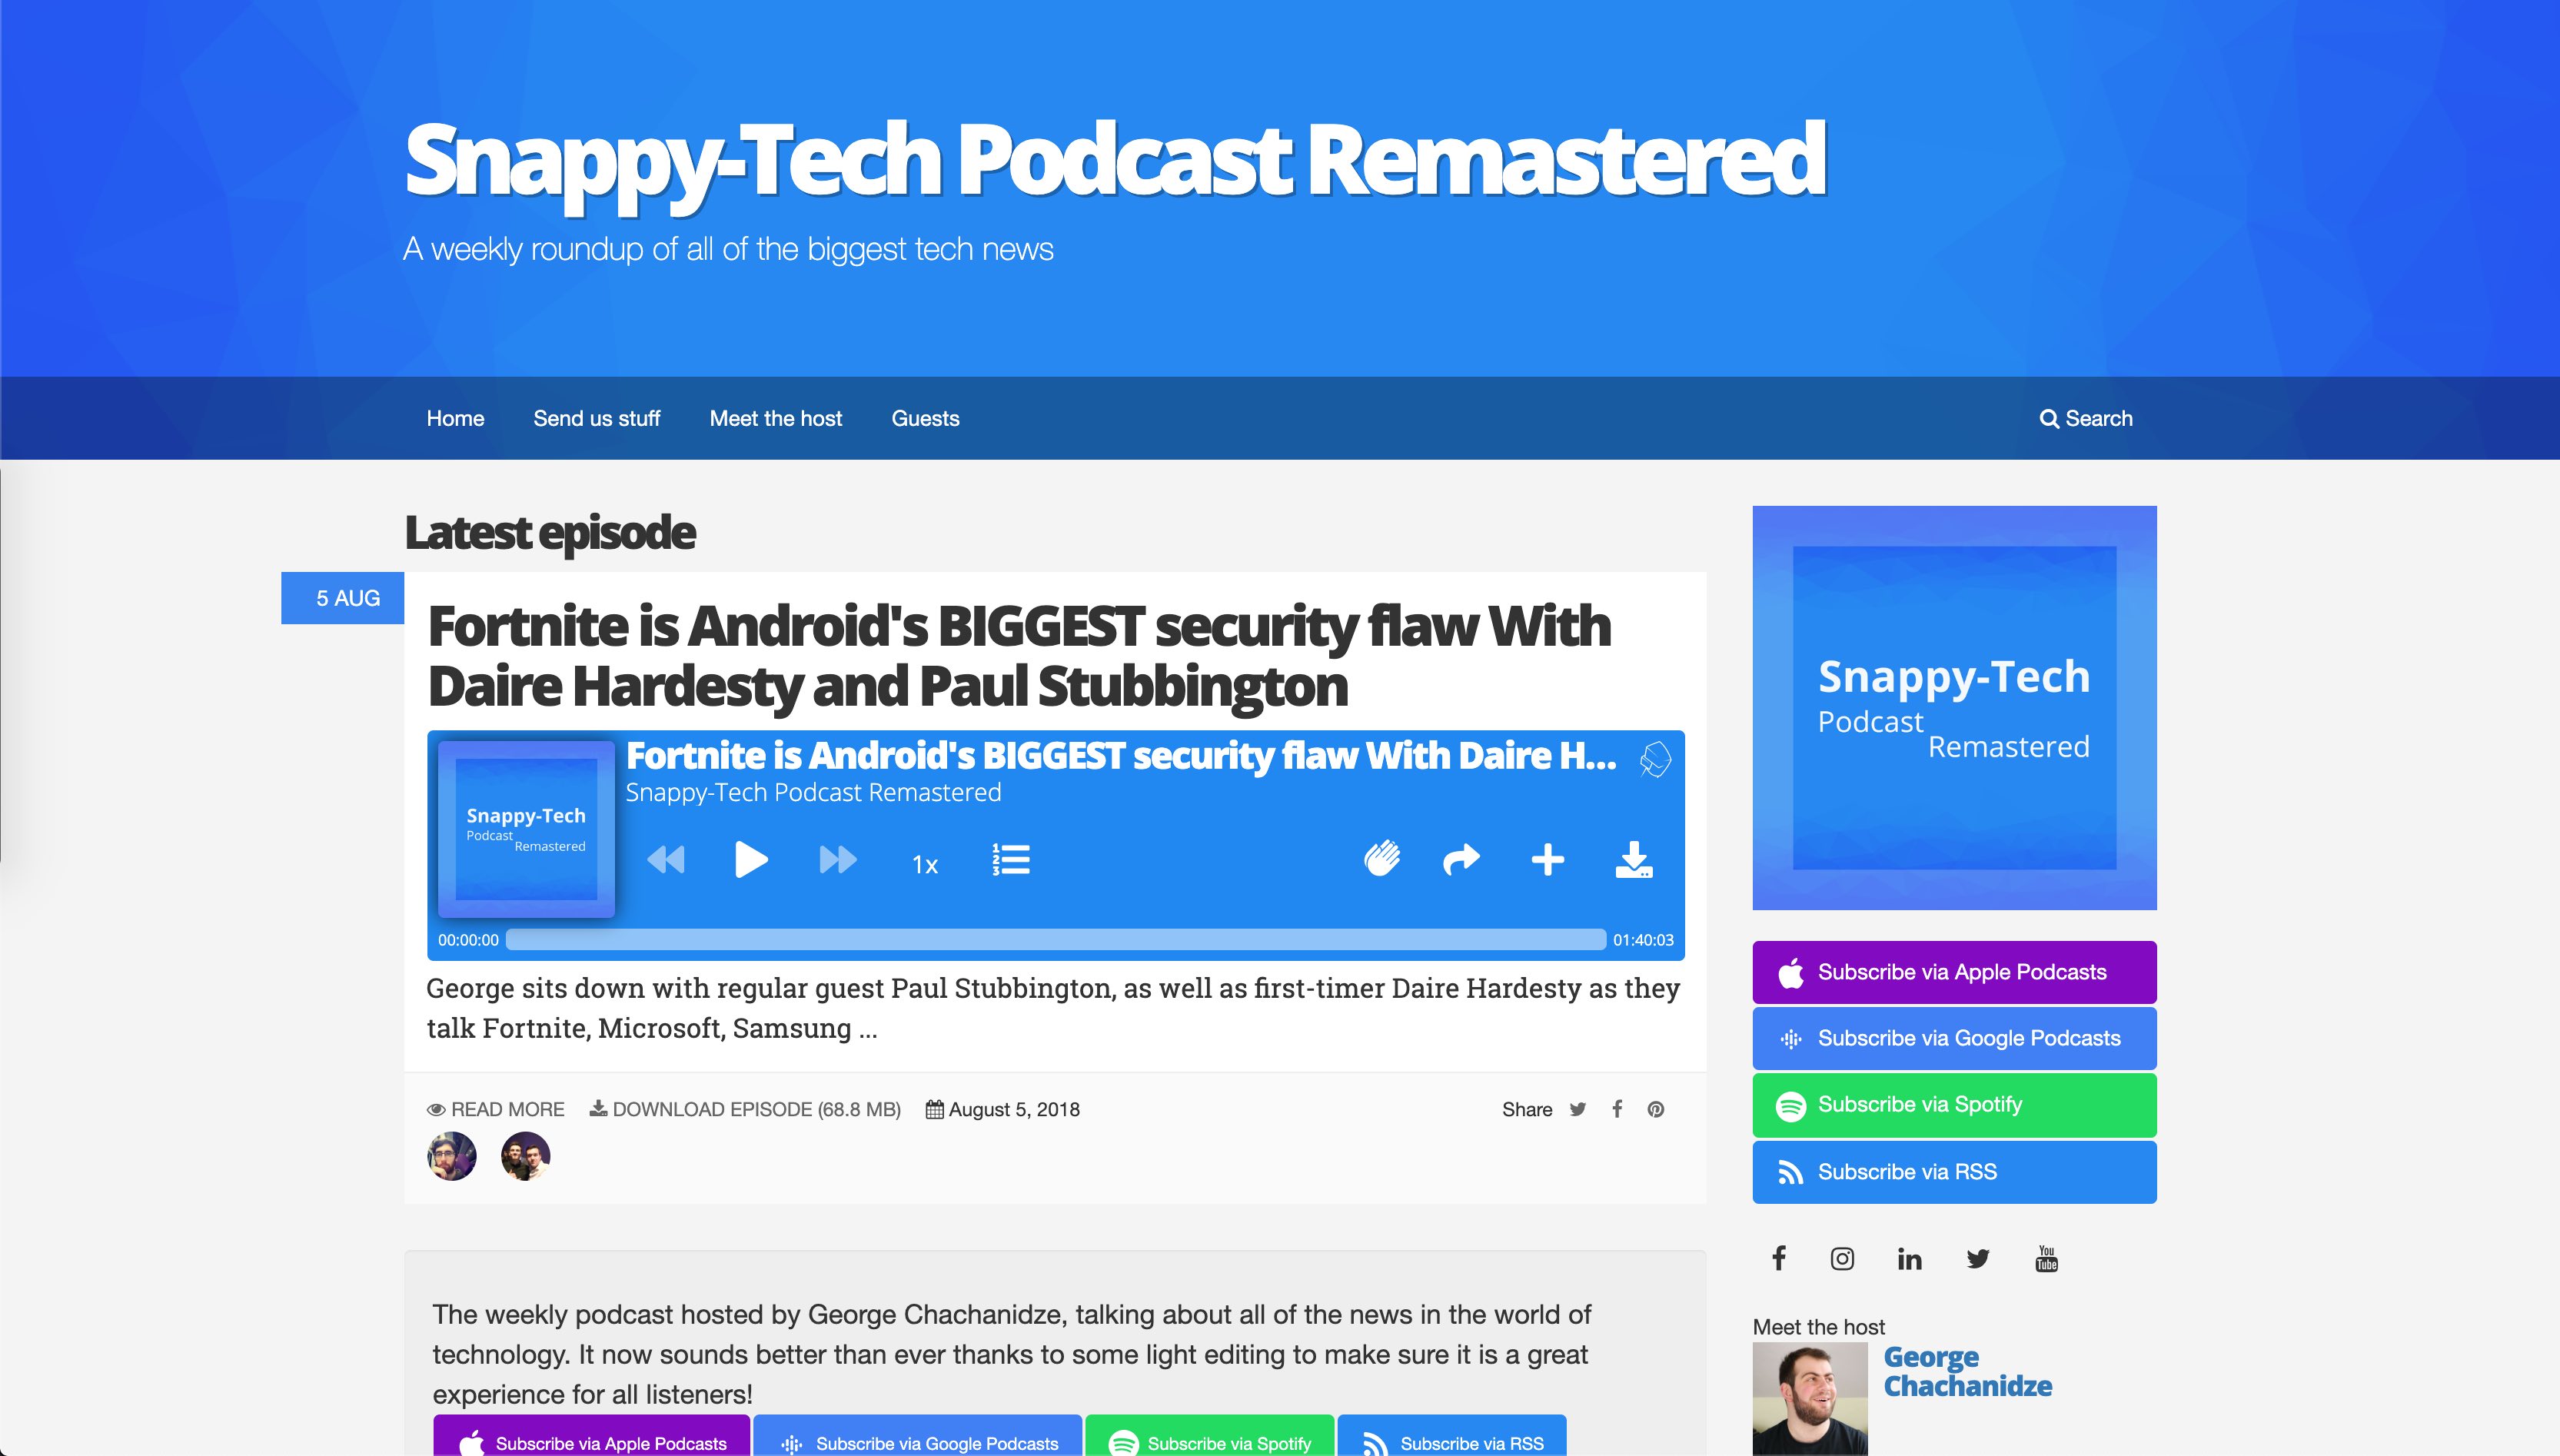 Snappy-Tech Podcast Remastered
A weekly roundup of all of the biggest tech news
Home
Send us stuff
Meet the host
Guests
Search
Latest episode
5 AUG
Fortnite is Android's BIGGEST security flaw With
Daire Hardesty and Paul Stubbington
Fortnite is Android's BIGGEST security flaw With Daire H...
Snappy-Tech Podcast Remastered
Snappy-Tech
Podcast
Remastered
1x
1
2
3
00:00:00
01:40:03
George sits down with regular guest Paul Stubbington, as well as first-timer Daire Hardesty as they
talk Fortnite, Microsoft, Samsung ...
READ MORE
DOWNLOAD EPISODE (68.8 MB)
August 5, 2018
Share
The weekly podcast hosted by George Chachanidze, talking about all of the news in the world of
technology. It now sounds better than ever thanks to some light editing to make sure it is a great
experience for all listeners!
Subscribe via Apple Podcasts
Subscribe via Google Podcasts
Subscribe via Spotify
Subscribe via RSS
Snappy-Tech
Podcast
Remastered
Subscribe via Apple Podcasts
Subscribe via Google Podcasts
Subscribe via Spotify
Subscribe via RSS
You
Tube
Meet the host
George
Chachanidze